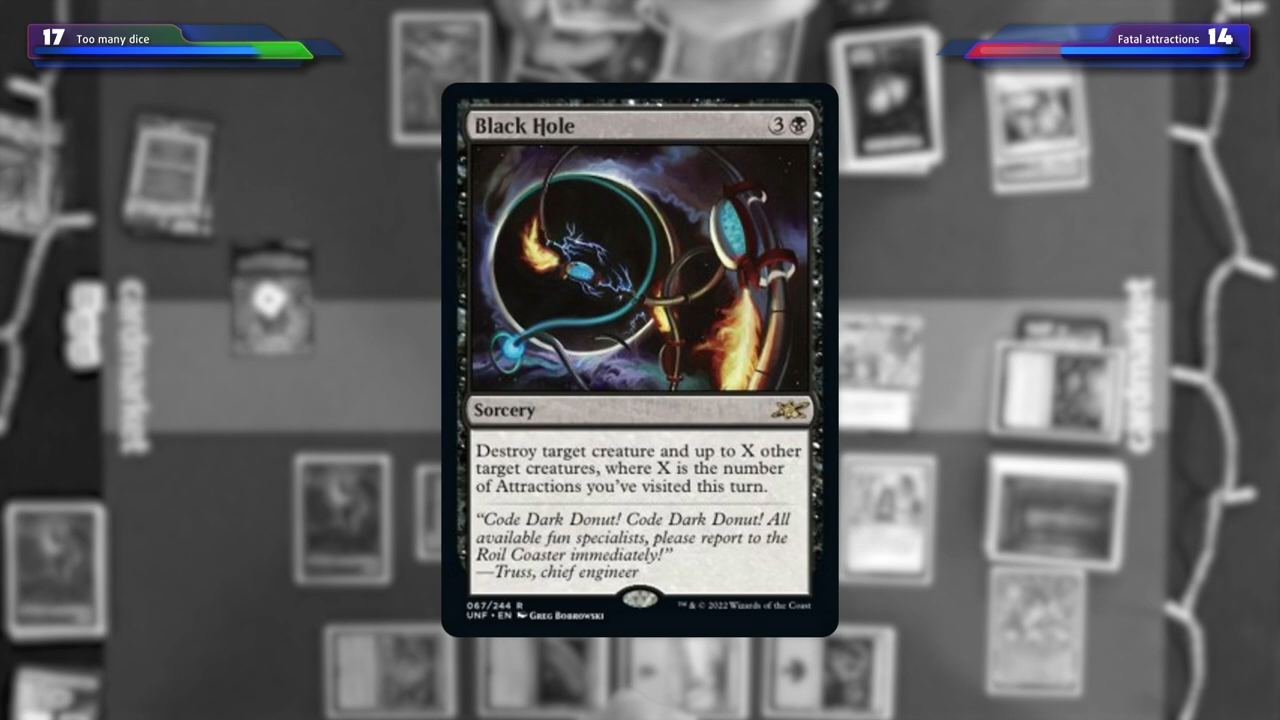 17 Too many dice
Fatal attractions 14
Black Hole 3
Sorcery
Destroy target creature and up to X other
target creatures, where X is the number
of Attractions you've visited this turn.
"Code Dark Donut! Code Dark Donut! All
available fun specialists, please report to the
Roil Coaster immediately!"
—Truss, chief engineer
067/244 R
UNF • EN GREG BOBROWSKI
™ & © 2022 Wizards of the Coast
cardmarket
cardmarket